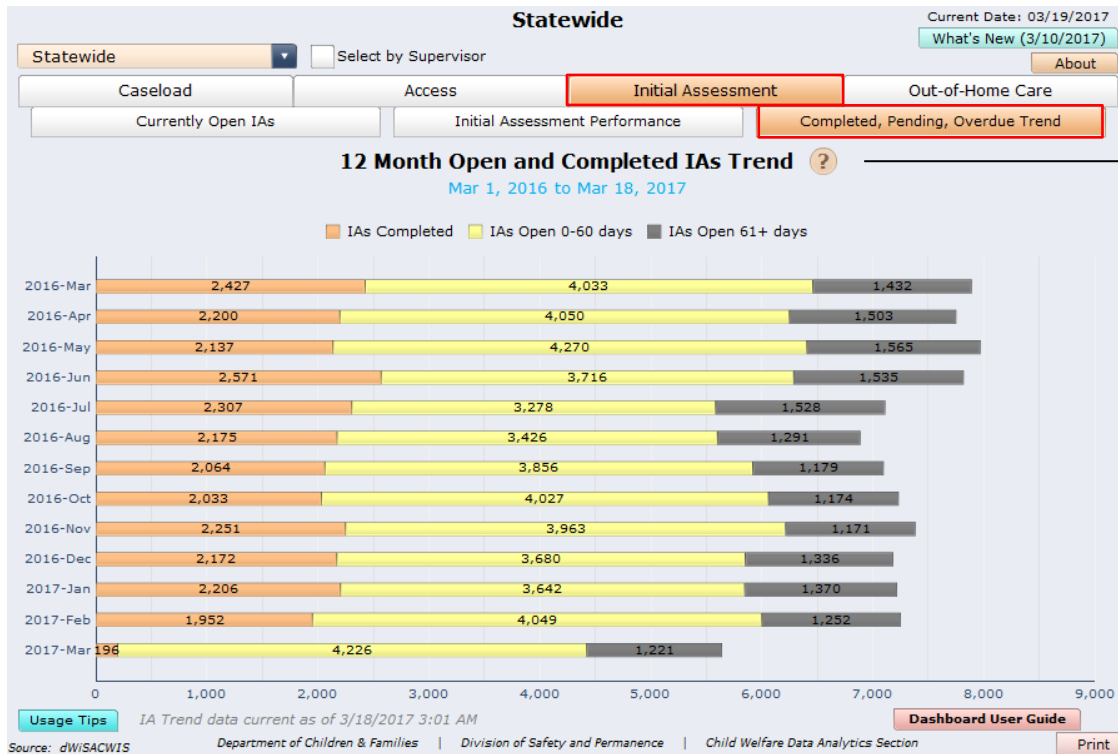 Statewide
Current Date: 03/19/2017
What's New (3/10/2017)
Statewide
Select by Supervisor
About
Caseload Access Initial Assessment Out-of-Home Care
Currently Open IAs Initial Assessment Performance Completed, Pending, Overdue Trend
12 Month Open and Completed IAs Trend ?
Mar 1, 2016 to Mar 18, 2017
IAs Completed IAs Open 0-60 days IAs Open 61+ days
2016-Mar 2,427 4,033 1,432
2016-Apr 2,200 4,050 1,503
2016-May 2,137 4,270 1,565
2016-Jun 2,571 3,716 1,535
2016-Jul 2,307 3,278 1,528
2016-Aug 2,175 3,426 1,291
2016-Sep 2,064 3,856 1,179
2016-Oct 2,033 4,027 1,174
2016-Nov 2,251 3,963 1,171
2016-Dec 2,172 3,680 1,336
2017-Jan 2,206 3,642 1,370
2017-Feb 1,952 4,049 1,252
2017-Mar 196 4,226 1,221
0 1,000 2,000 3,000 4,000 5,000 6,000 7,000 8,000 9,000
Usage Tips IA Trend data current as of 3/18/2017 3:01 AM Dashboard User Guide
Source: dWiSACWIS Department of Children & Families | Division of Safety and Permanence | Child Welfare Data Analytics Section Print